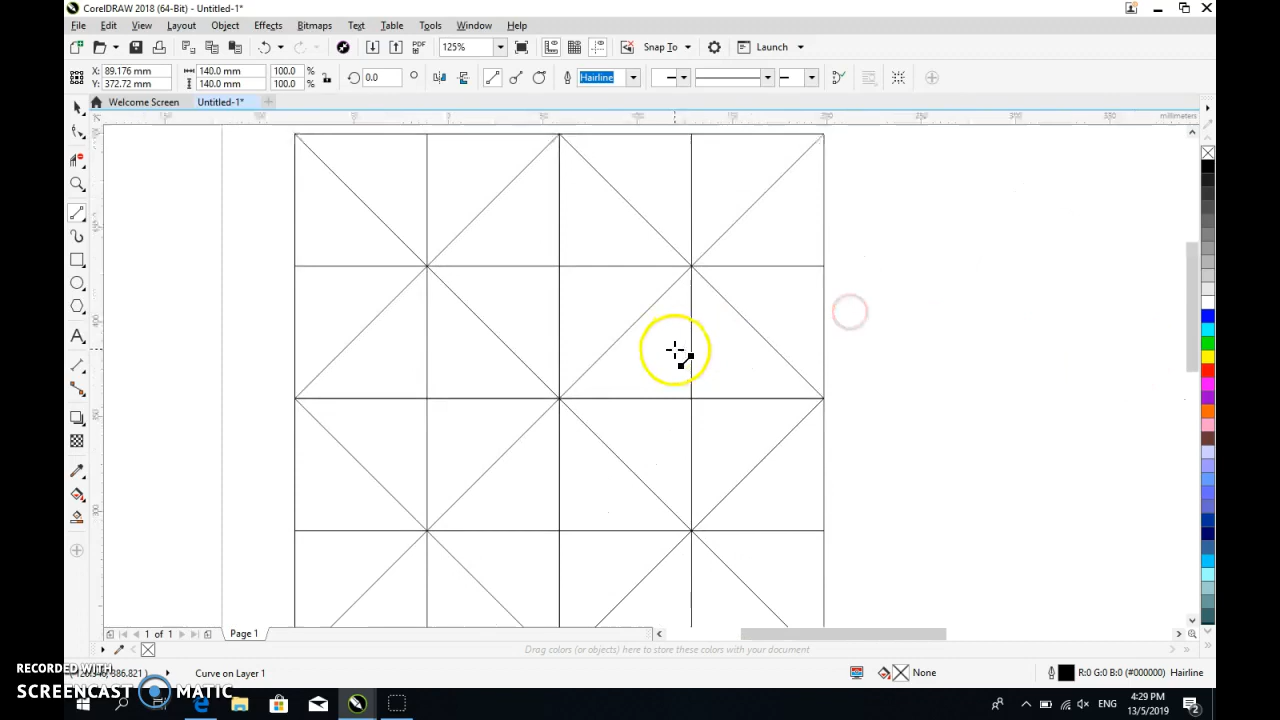 CorelDRAW 2018 (64-Bit) - Untitled-1*
File Edit View Layout Object Effects Bitmaps Text Table Tools Window Help
PDF 125% Snap To Launch
X: 89.176 mm 140.0 mm 100.0 % 0.0 Hairline
Y: 372.72 mm 140.0 mm 100.0 %
Welcome Screen Untitled-1*
millimeters
1 of 1 Page 1
Drag colors (or objects) here to store these colors with your document
Curve on Layer 1 None R:0 G:0 B:0 (#000000) Hairline
RECORDED WITH
SCREENCAST MATIC
ENG 4:29 PM
13/5/2019 2